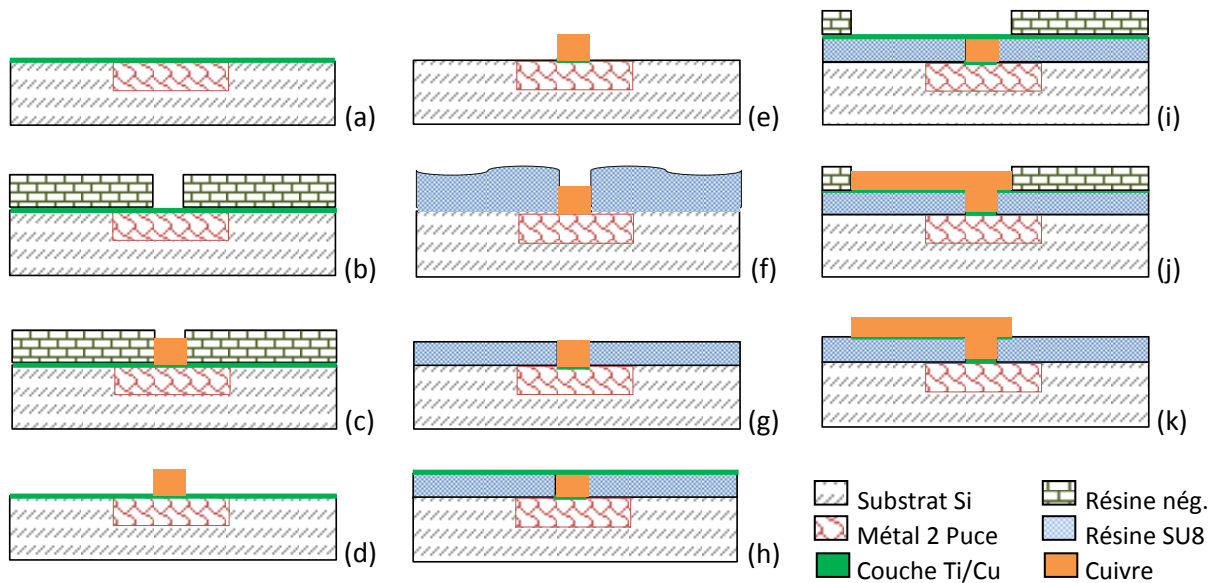 (a)
(b)
(c)
(d)
(e)
(f)
(g)
(h)
(i)
(j)
(k)
Substrat Si
Résine nég.
Métal 2 Puce
Résine SU8
Couche Ti/Cu
Cuivre